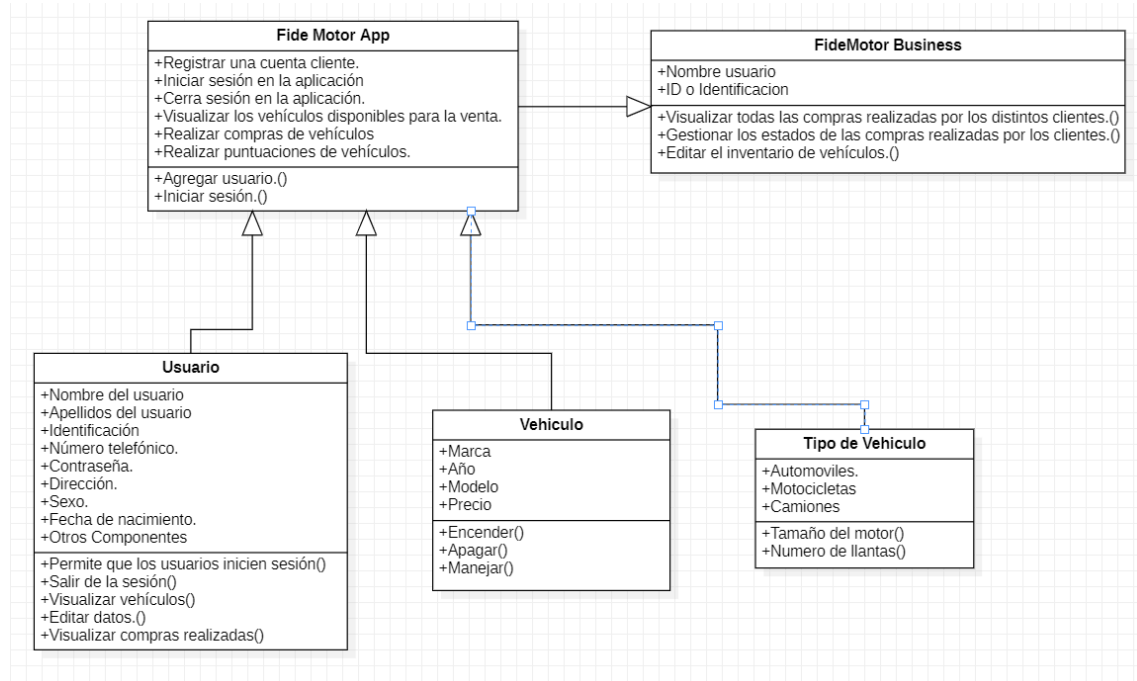 Fide Motor App
+Registrar una cuenta cliente.
+Iniciar sesión en la aplicación
+Cerra sesión en la aplicación.
+Visualizar los vehículos disponibles para la venta.
+Realizar compras de vehículos
+Realizar puntuaciones de vehículos.
+Agregar usuario.()
+Iniciar sesión.()
FideMotor Business
+Nombre usuario
+ID o Identificacion
+Visualizar todas las compras realizadas por los distintos clientes.()
+Gestionar los estados de las compras realizadas por los clientes.()
+Editar el inventario de vehículos.()
Usuario
+Nombre del usuario
+Apellidos del usuario
+Identificación
+Número telefónico.
+Contraseña.
+Dirección.
+Sexo.
+Fecha de nacimiento.
+Otros Componentes
+Permite que los usuarios inicien sesión()
+Salir de la sesión()
+Visualizar vehículos()
+Editar datos.()
+Visualizar compras realizadas()
Vehiculo
+Marca
+Año
+Modelo
+Precio
+Encender()
+Apagar()
+Manejar()
Tipo de Vehiculo
+Automoviles.
+Motocicletas
+Camiones
+Tamaño del motor()
+Numero de llantas()